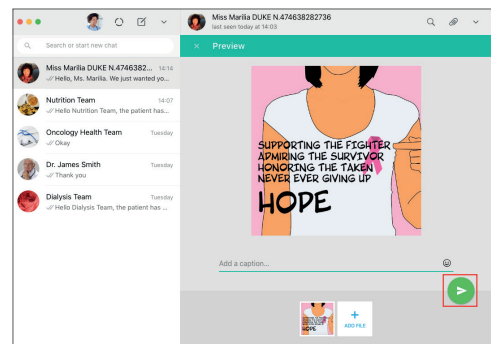 Miss Marilia DUKE N.474638282736
last seen today at 14:03
Search or start new chat
Preview
Miss Marilia DUKE N.4746382... 14:14
Hello, Ms. Marilia. We just wanted yo...
Nutrition Team 14:07
Hello Nutrition Team, the patient has...
Oncology Health Team Tuesday
Okay
Dr. James Smith Tuesday
Thank you
Dialysis Team Tuesday
Hello Dialysis Team, the patient has ...
SUPPORTING THE FIGHTER
ADMIRING THE SURVIVOR
HONORING THE TAKEN
NEVER EVER GIVING UP
HOPE
Add a caption...
HOPE
ADD FILE